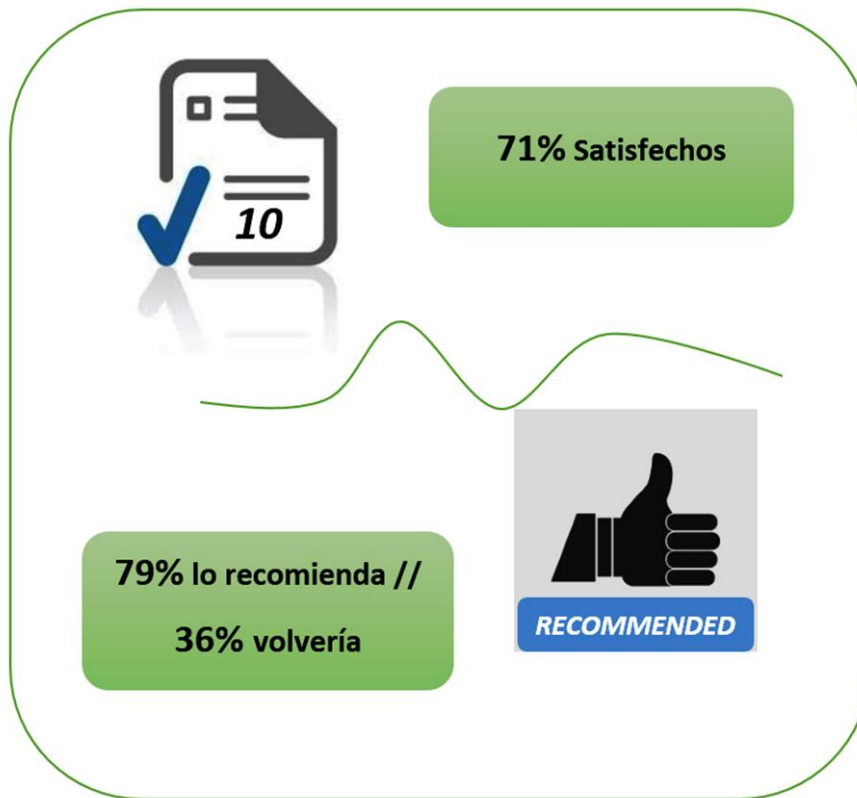 71% Satisfechos
10
79% lo recomienda //
36% volvería
RECOMMENDED